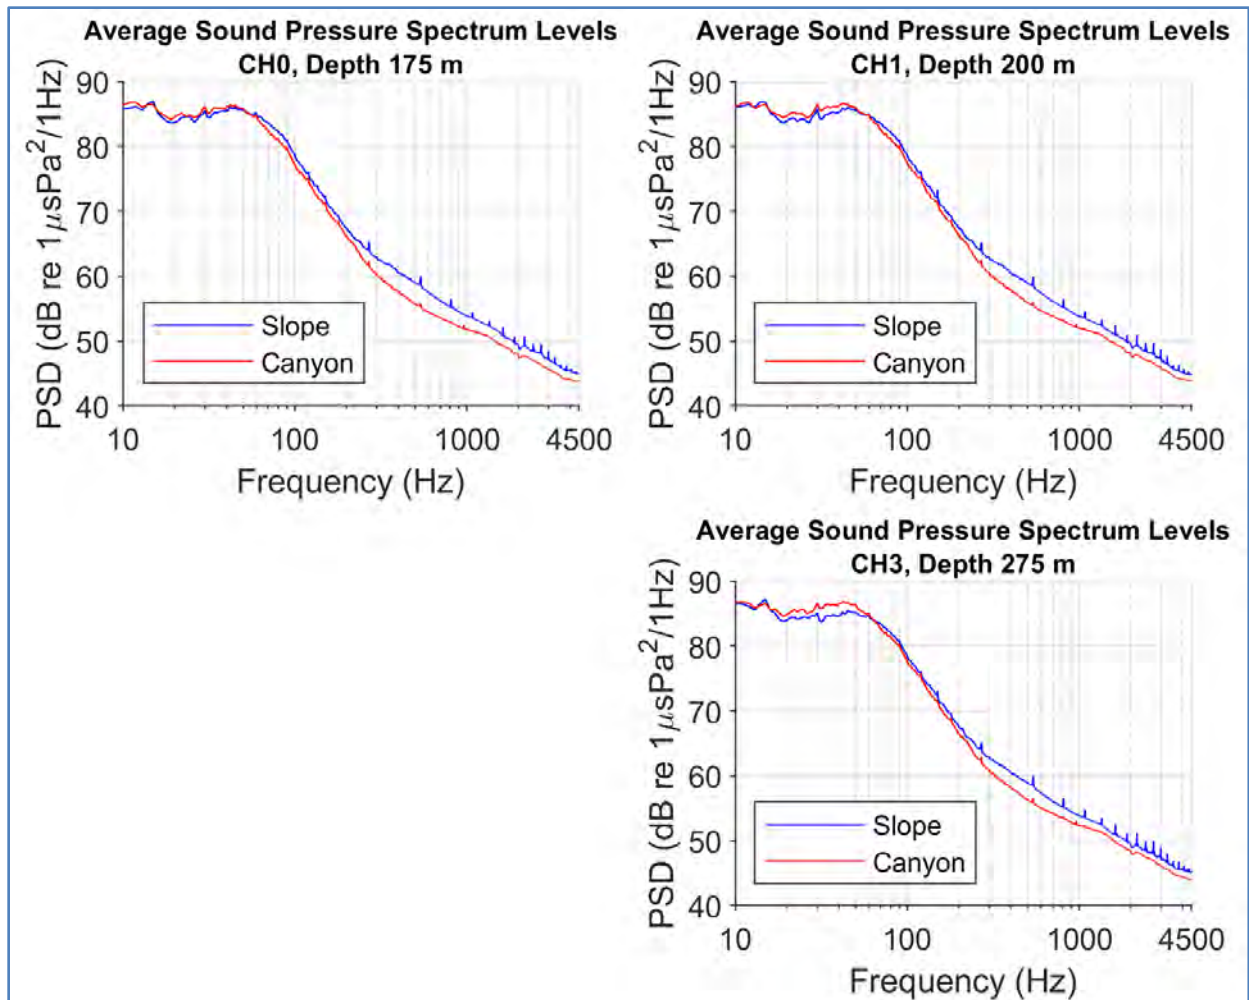 Average Sound Pressure Spectrum Levels
CH0, Depth 175 m
PSD (dB re 1μsPa²/1Hz)
90
80
70
60
50
40
Slope
Canyon
10
100
1000
4500
Frequency (Hz)
Average Sound Pressure Spectrum Levels
CH1, Depth 200 m
PSD (dB re 1μsPa²/1Hz)
90
80
70
60
50
40
Slope
Canyon
10
100
1000
4500
Frequency (Hz)
Average Sound Pressure Spectrum Levels
CH3, Depth 275 m
PSD (dB re 1μsPa²/1Hz)
90
80
70
60
50
40
Slope
Canyon
10
100
1000
4500
Frequency (Hz)